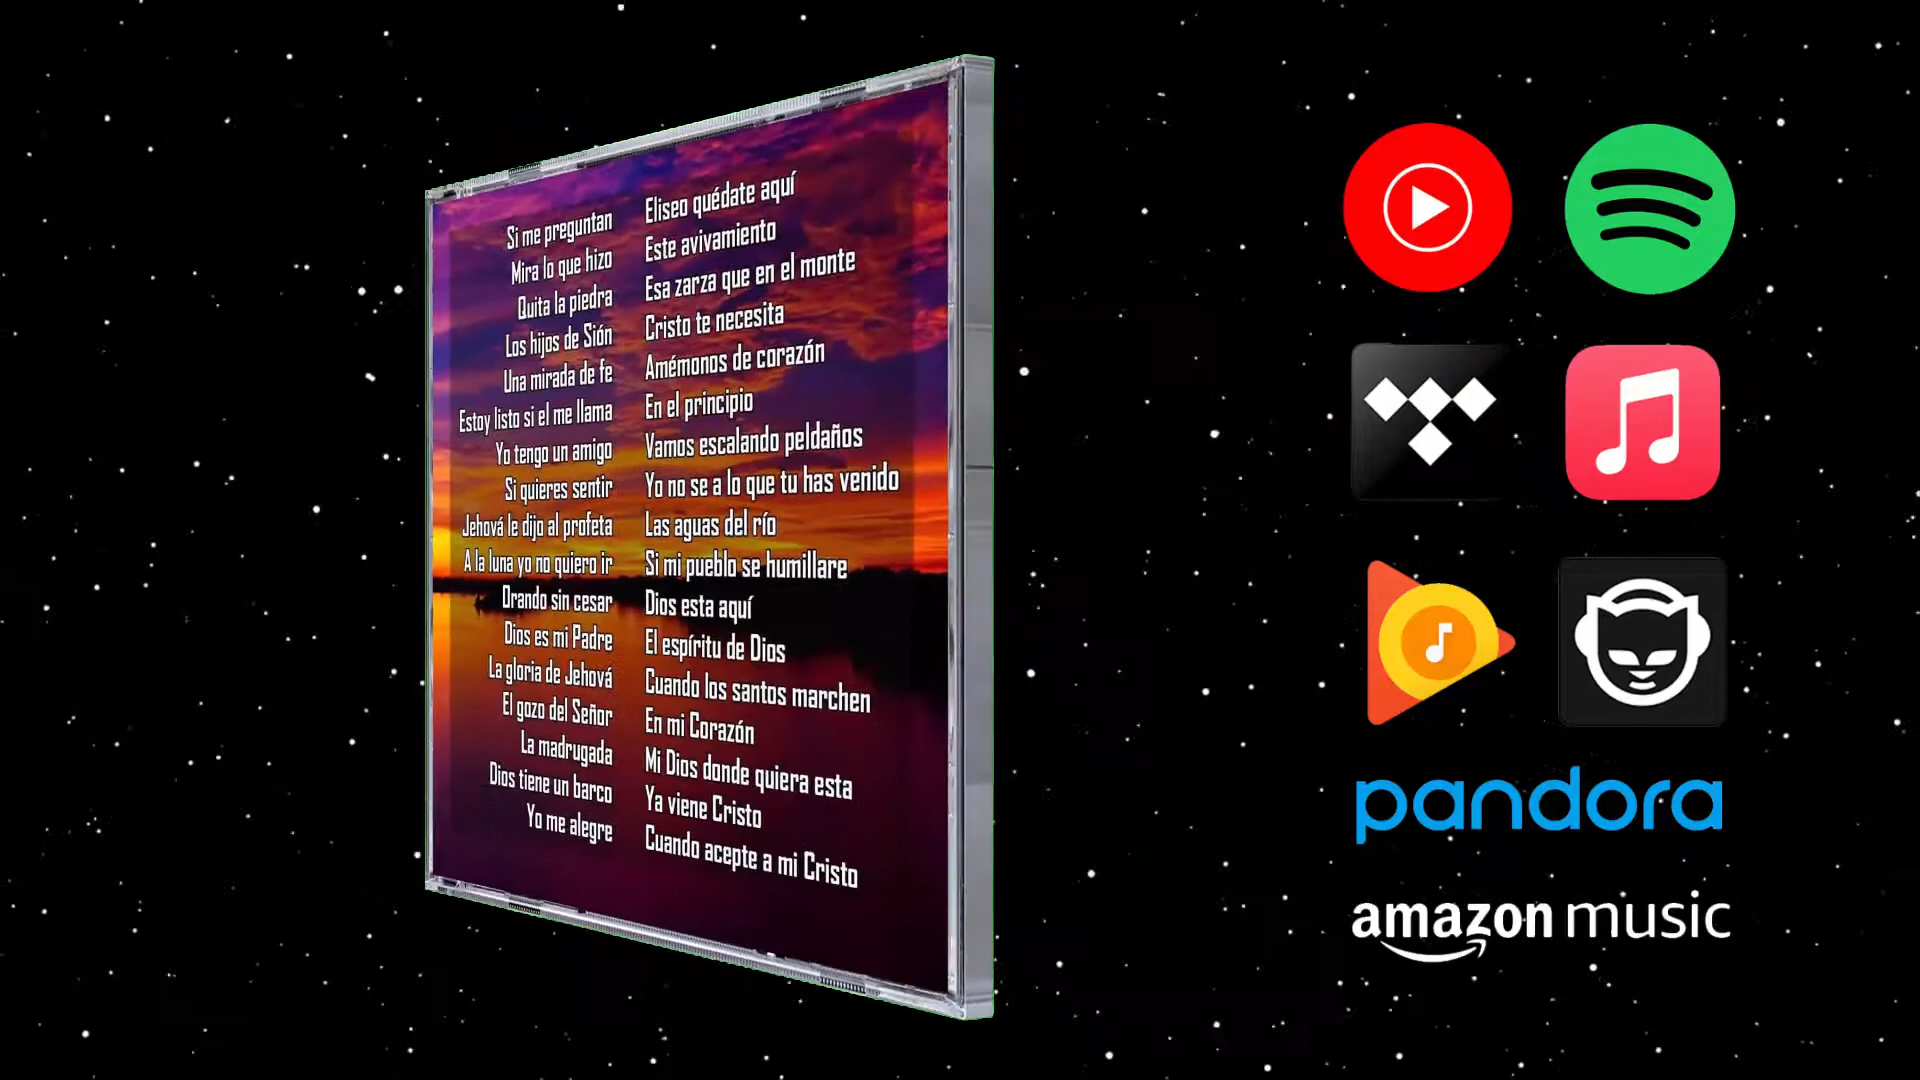 Si me preguntan
Mira lo que hizo
Quita la piedra
Los hijos de Sión
Una mirada de fe
Estoy listo si el me llama
Yo tengo un amigo
Si quieres sentir
Jehová le dijo al profeta
A la luna yo no quiero ir
Orando sin cesar
Dios es mi Padre
La gloria de Jehová
El gozo del Señor
La madrugada
Dios tiene un barco
Yo me alegre
Eliseo quédate aquí
Este avivamiento
Esa zarza que en el monte
Cristo te necesita
Amémonos de corazón
En el principio
Vamos escalando peldaños
Yo no se a lo que tu has venido
Las aguas del río
Si mi pueblo se humillare
Dios esta aquí
El espíritu de Dios
Cuando los santos marchen
En mi Corazón
Mi Dios donde quiera esta
Ya viene Cristo
Cuando acepte a mi Cristo
pandora
amazon music